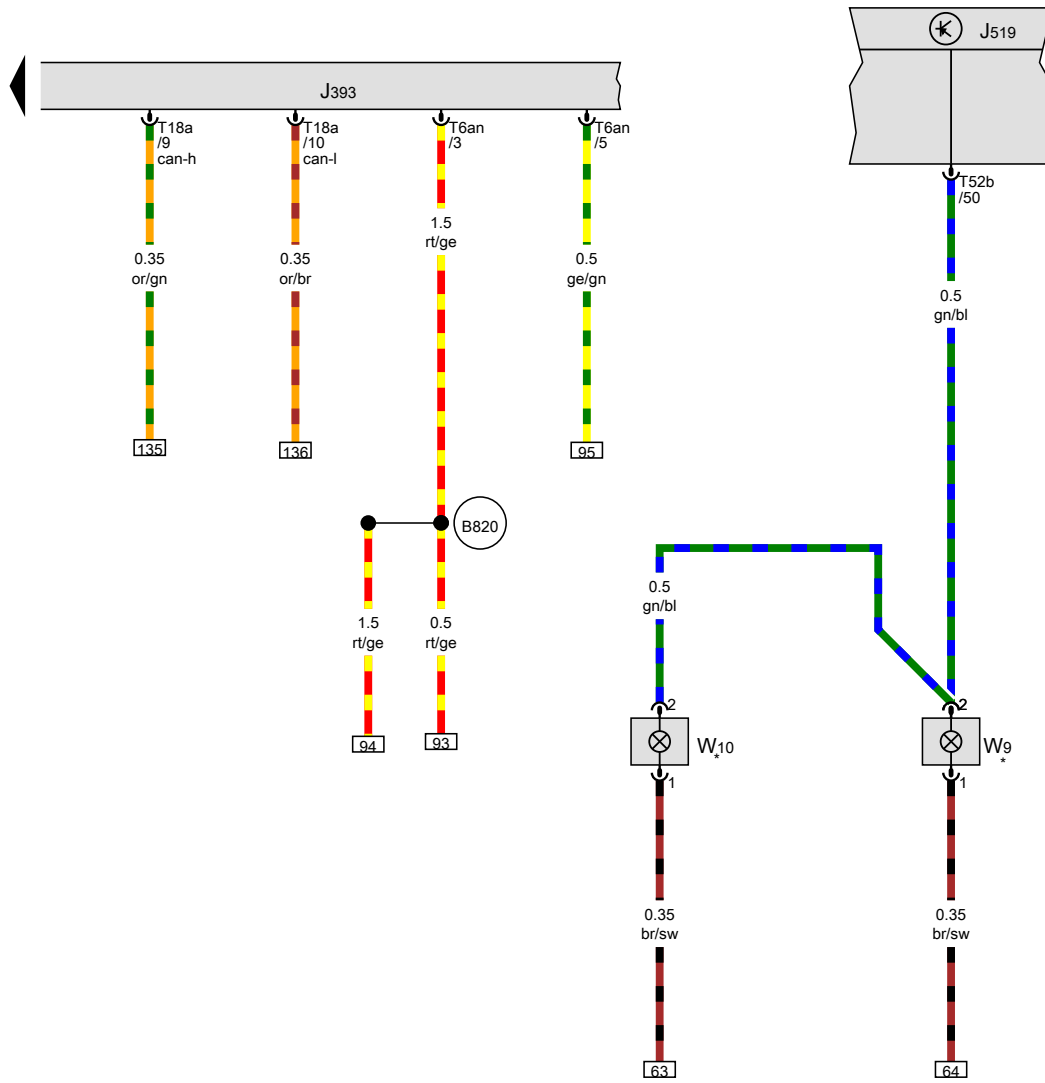 J519
J393
T18a
/9
can-h
T18a
/10
can-l
T6an
/3
T6an
/5
T52b
/50
1.5
rt/ge
0.35
or/gn
0.35
or/br
0.5
ge/gn
0.5
gn/bl
135
136
95
B820
0.5
gn/bl
1.5
rt/ge
0.5
rt/ge
94
93
2
2
W10
*
W9
*
1
1
0.35
br/sw
0.35
br/sw
63
64